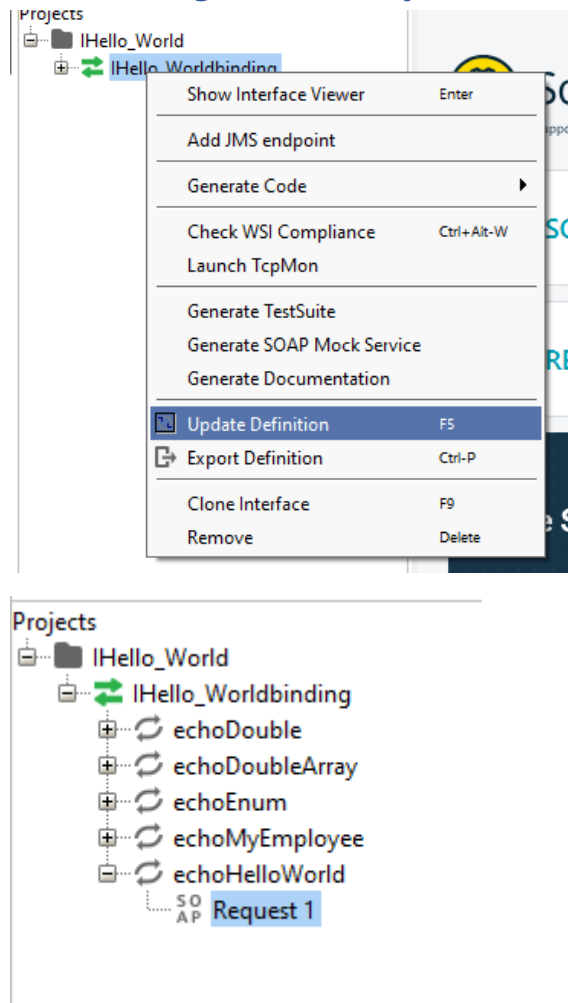 Projects
IHello_World
IHello_Worldbinding
Show Interface Viewer Enter
Add JMS endpoint
Generate Code
Check WSI Compliance Ctrl+Alt-W
Launch TcpMon
Generate TestSuite
Generate SOAP Mock Service
Generate Documentation
Update Definition F5
Export Definition Ctrl-P
Clone Interface F9
Remove Delete
Projects
IHello_World
IHello_Worldbinding
echoDouble
echoDoubleArray
echoEnum
echoMyEmployee
echoHelloWorld
SOAP Request 1